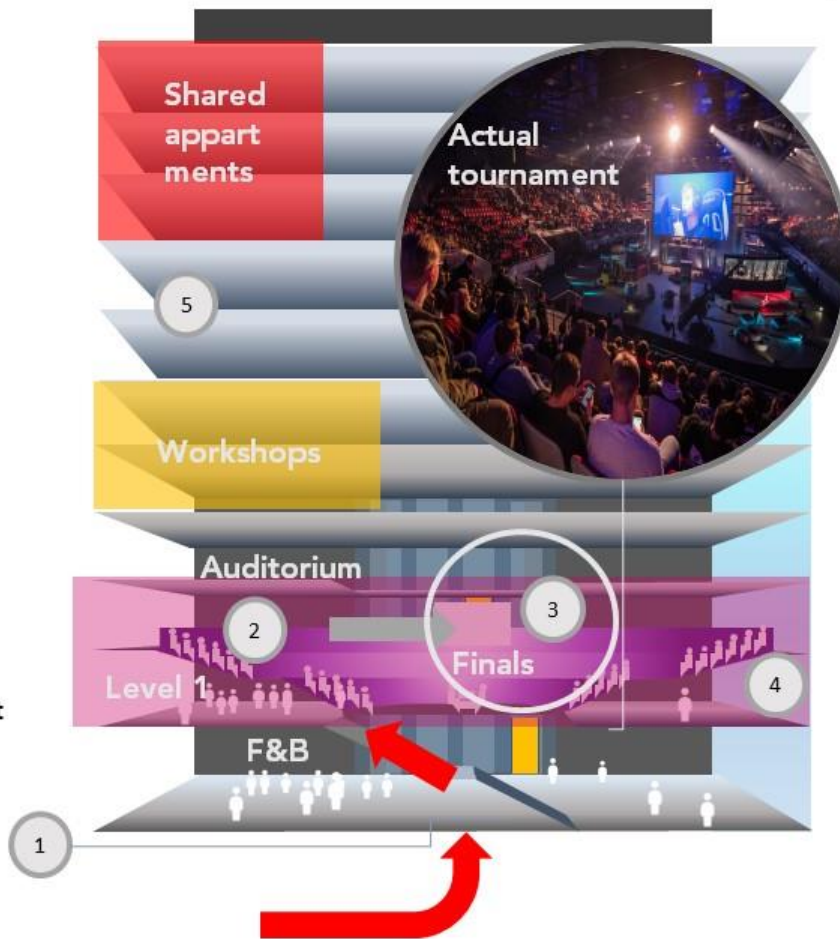 Shared
appart
ments
Actual
tournament
5
Workshops
Auditorium
2
3
Finals
Level 1
4
t
F&B
1